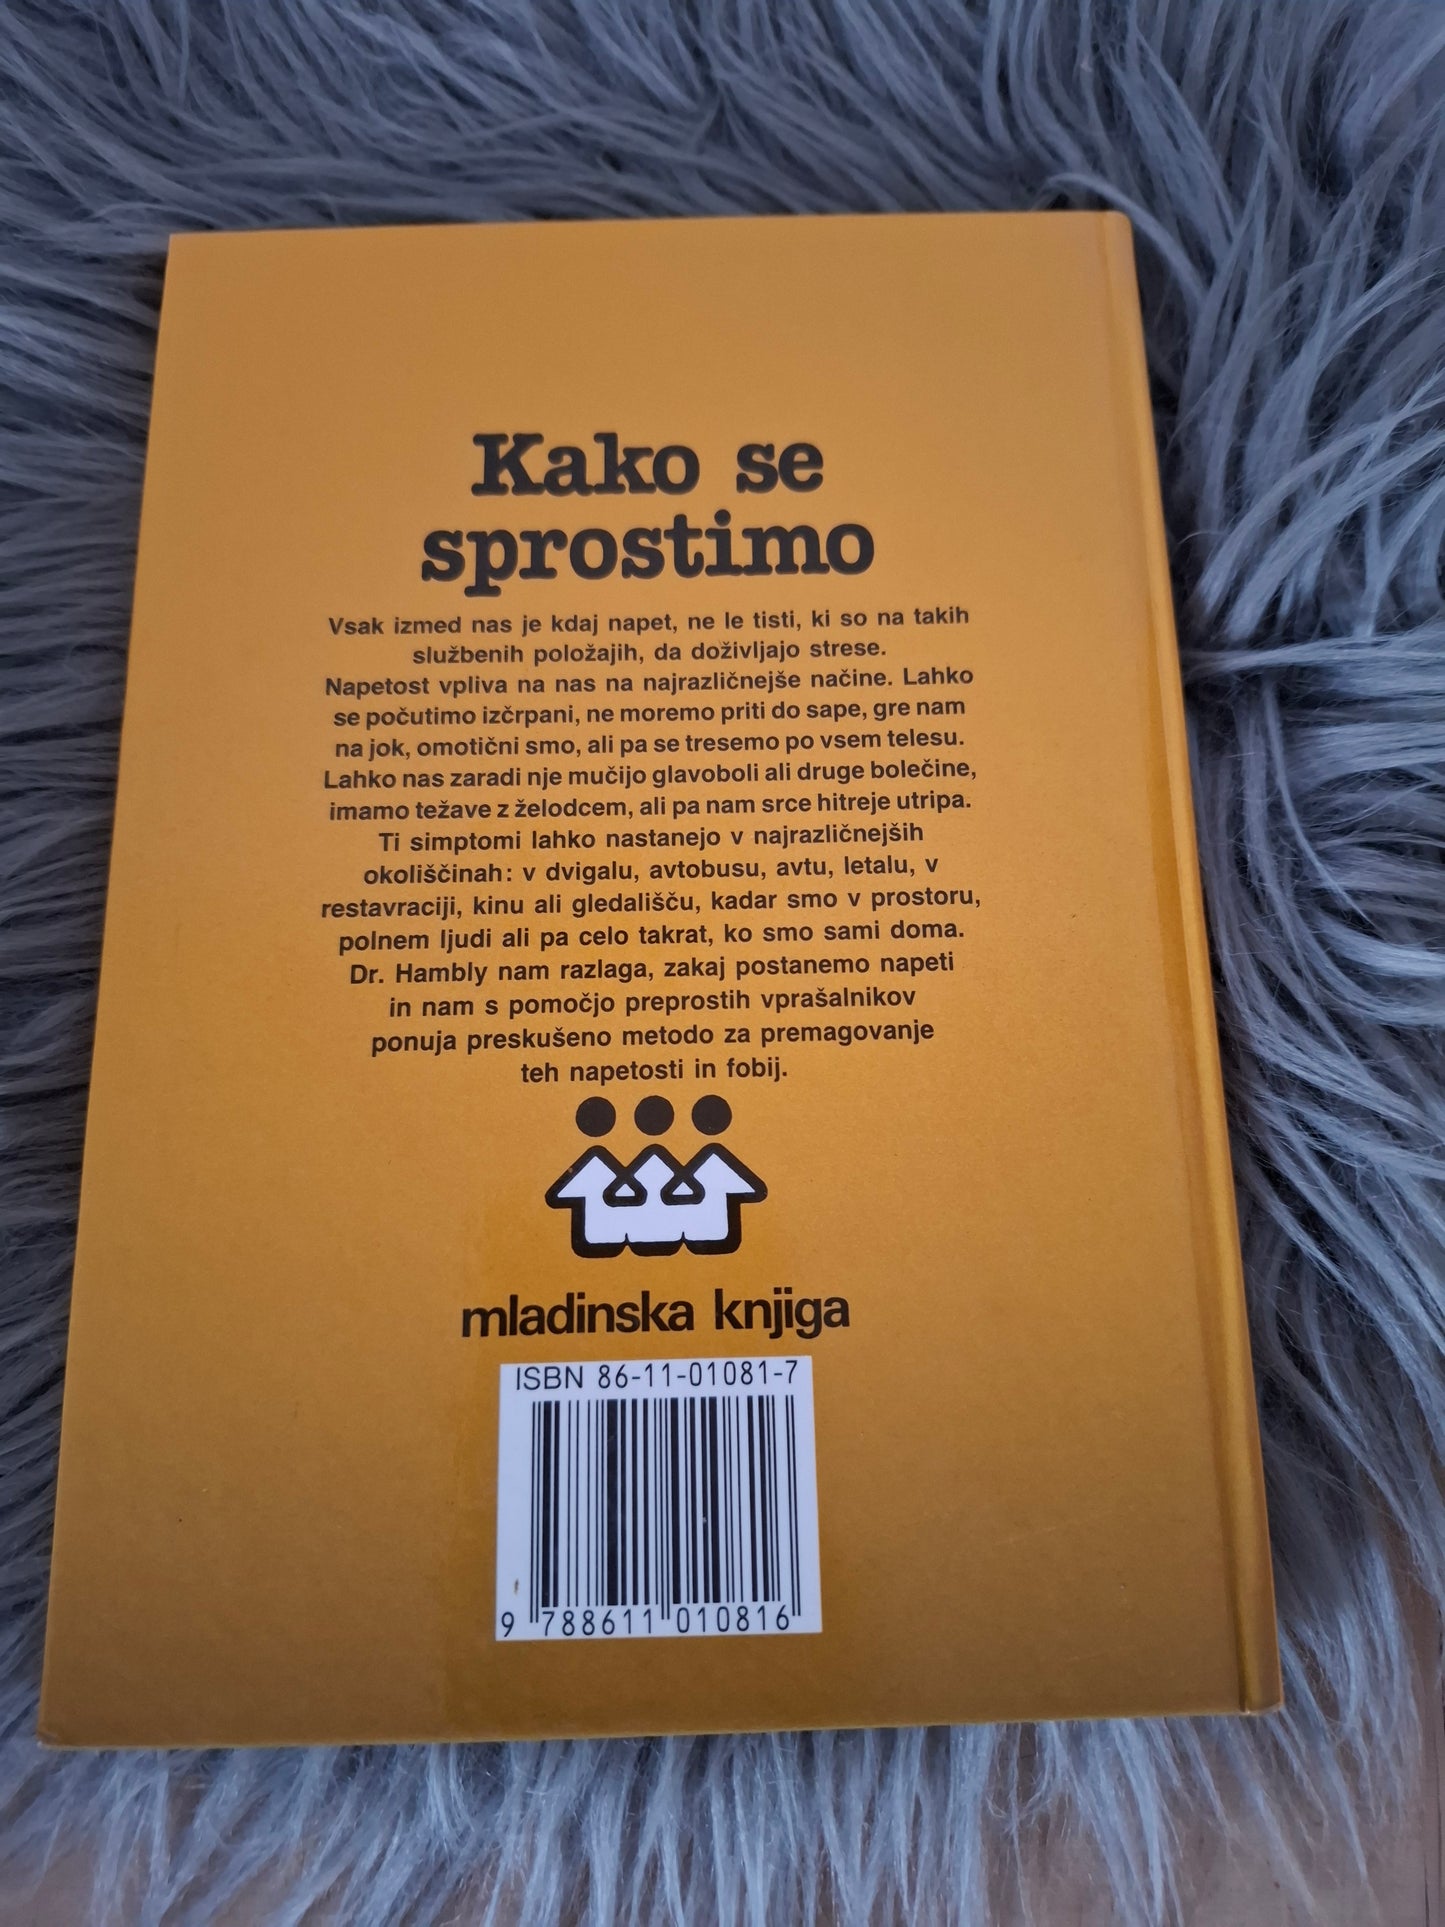 Kako se
sprostimo
Vsak izmed nas je kdaj napet, ne le tisti, ki so na takih
službenih položajih, da doživljajo strese.
Napetost vpliva na nas na najrazličnejše načine. Lahko
se počutimo izčrpani, ne moremo priti do sape, gre nam
na jok, omotični smo, ali pa se tresemo po vsem telesu.
Lahko nas zaradi nje mučijo glavoboli ali druge bolečine,
imamo težave z želodcem, ali pa nam srce hitreje utripa.
Ti simptomi lahko nastanejo v najrazličnejših
okoliščinah: v dvigalu, avtobusu, avtu, letalu, v
restavraciji, kinu ali gledališču, kadar smo v prostoru,
polnem ljudi ali pa celo takrat, ko smo sami doma.
Dr. Hambly nam razlaga, zakaj postanemo napeti
in nam s pomočjo preprostih vprašalnikov
ponuja preskušeno metodo za premagovanje
teh napetosti in fobij.
mladinska knjiga
ISBN 86-11-01081-7
9 788611 010816